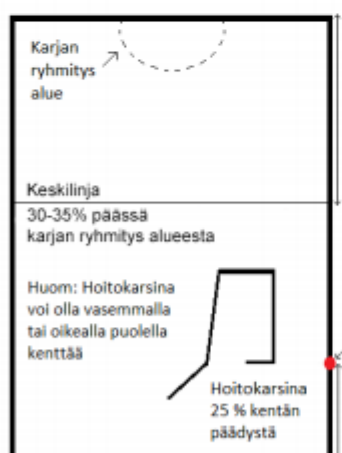 Karjan
ryhmitys
alue
Keskilinja
30-35% päässä
karjan ryhmitys alueesta
Huom: Hoitokarsina
voi olla vasemmalla
tai oikealla puolella
kenttää
Hoitokarsina
25 % kentän
päädystä